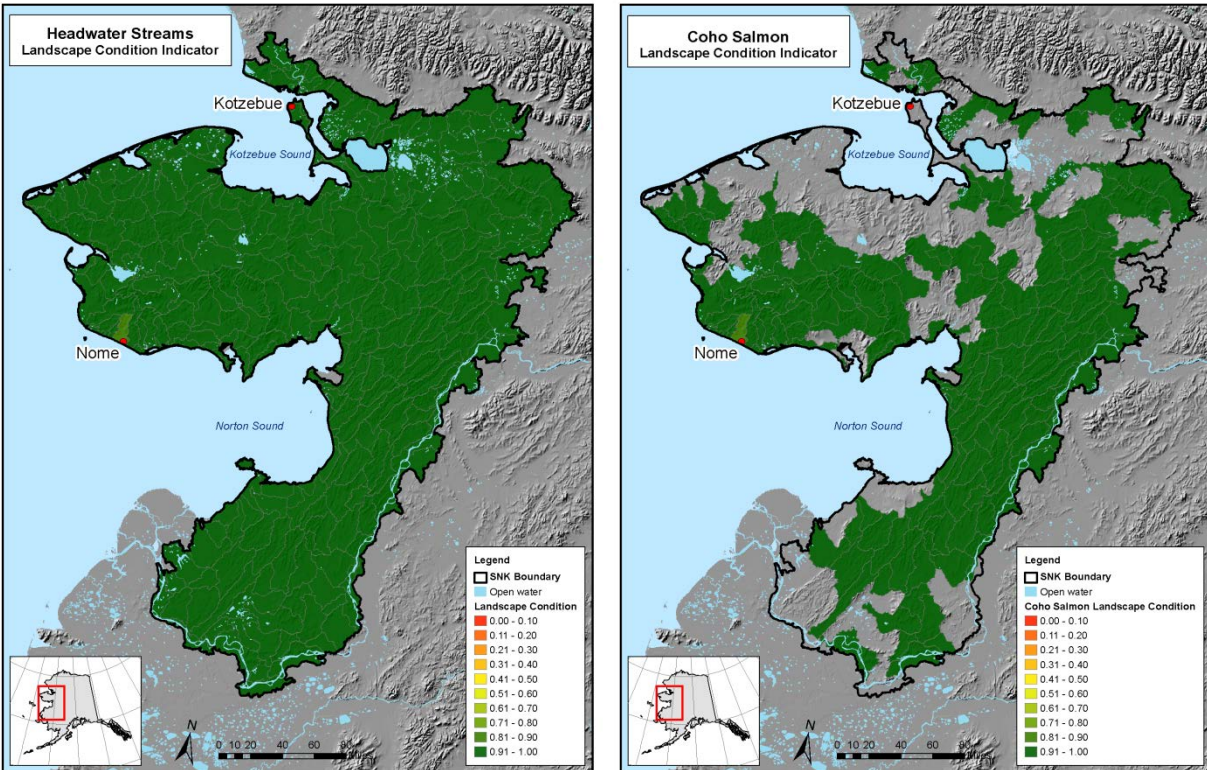 Headwater Streams
Landscape Condition Indicator
Kotzebue
Kotzebue Sound
Nome
Norton Sound
Legend
SNK Boundary
Open water
Landscape Condition
0.00 - 0.10
0.11 - 0.20
0.21 - 0.30
0.31 - 0.40
0.41 - 0.50
0.51 - 0.60
0.61 - 0.70
0.71 - 0.80
0.81 - 0.90
0.91 - 1.00
N
0 10 20 40 60
Coho Salmon
Landscape Condition Indicator
Kotzebue
Kotzebue Sound
Nome
Norton Sound
Legend
SNK Boundary
Open water
Coho Salmon Landscape Condition
0.00 - 0.10
0.11 - 0.20
0.21 - 0.30
0.31 - 0.40
0.41 - 0.50
0.51 - 0.60
0.61 - 0.70
0.71 - 0.80
0.81 - 0.90
0.91 - 1.00
N
0 10 20 40 60